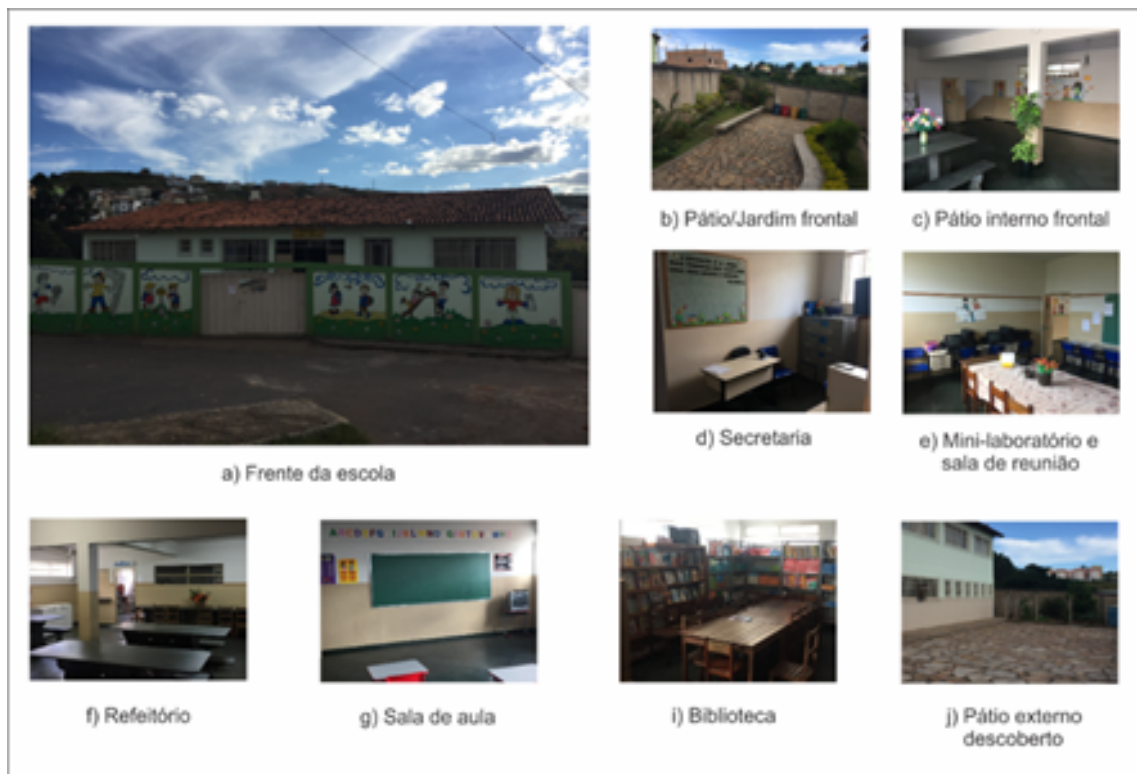 b) Pátio/Jardim frontal
c) Pátio interno frontal
a) Frente da escola
d) Secretaria
e) Mini-laboratório e
sala de reunião
f) Refeitório
g) Sala de aula
i) Biblioteca
j) Pátio externo
descoberto